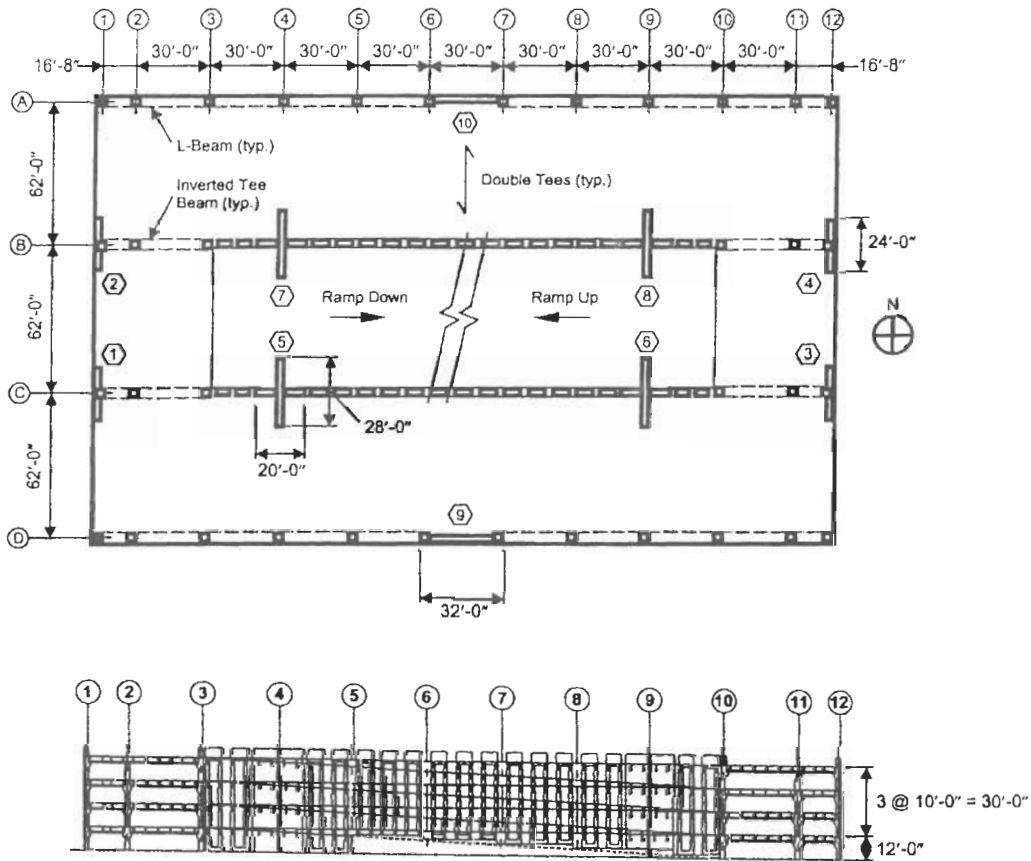 1 2 3 4 5 6 7 8 9 10 11 12
30'-0" 30'-0" 30'-0" 30'-0" 30'-0" 30'-0" 30'-0" 30'-0" 30'-0"
16'-8" 16'-8"
A
10
L-Beam (typ.)
62'-0"
Double Tees (typ.)
Inverted Tee
Beam (typ.)
B
24'-0"
2 7 8 4
Ramp Down Ramp Up
N
62'-0"
1 5 6 3
C
28'-0"
20'-0"
62'-0"
9
D
32'-0"
1 2 3 4 5 6 7 8 9 10 11 12
3 @ 10'-0" = 30'-0"
12'-0"